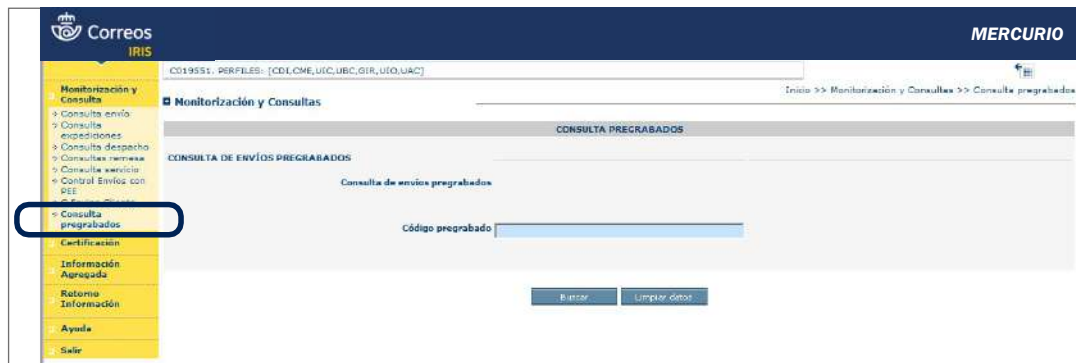 Correos
IRIS
MERCURIO
C019551. PERFILES: [CDI,CME,UIC,UBC,GIR,UIO,UAC]
Inicio >> Monitorización y Consultas >> Consulta pregrabados
Monitorización y
Consulta
Consulta envío
Consulta
expediciones
Consulta despacho
Consultas remesa
Consulta servicio
Control Envíos con
PEE
Consulta
pregrabados
Certificación
Información
Agregada
Retorno
Información
Ayuda
Salir
Monitorización y Consultas
CONSULTA PREGRABADOS
CONSULTA DE ENVÍOS PREGRABADOS
Consulta de envíos pregrabados
Código pregrabado
Buscar
Limpiar datos